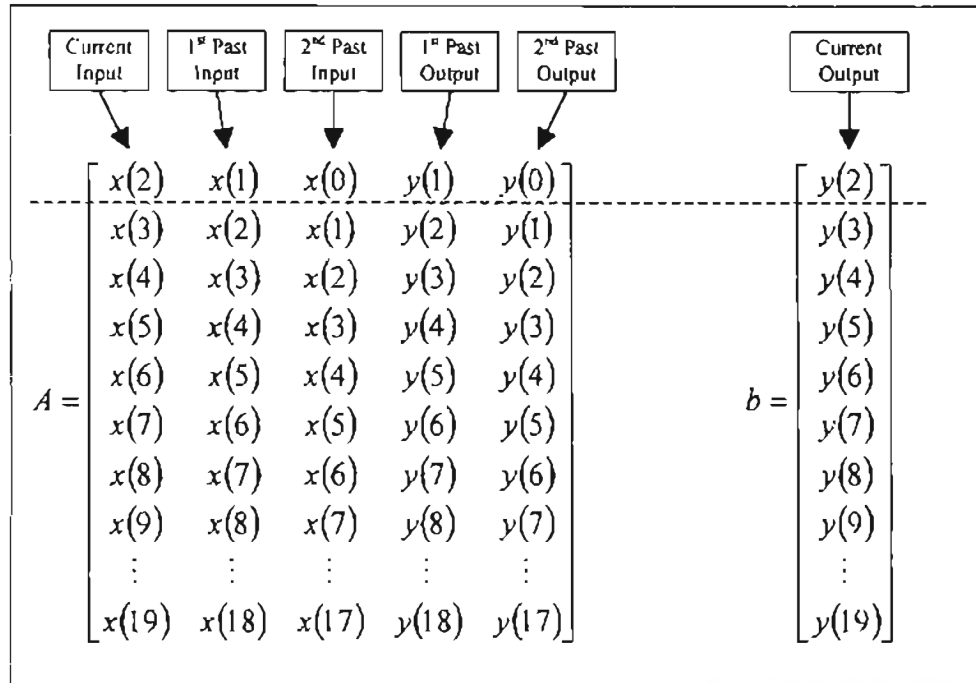 Current Input
1st Past Input
2nd Past Input
1st Past Output
2nd Past Output
Current Output
x(2) x(1) x(0) y(1) y(0) y(2)
x(3) x(2) x(1) y(2) y(1) y(3)
x(4) x(3) x(2) y(3) y(2) y(4)
x(5) x(4) x(3) y(4) y(3) y(5)
A = x(6) x(5) x(4) y(5) y(4) b = y(6)
x(7) x(6) x(5) y(6) y(5) y(7)
x(8) x(7) x(6) y(7) y(6) y(8)
x(9) x(8) x(7) y(8) y(7) y(9)
⋮ ⋮ ⋮ ⋮ ⋮ ⋮
x(19) x(18) x(17) y(18) y(17) y(19)